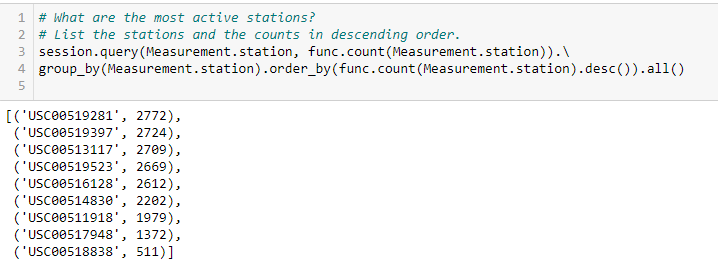 1 # What are the most active stations?
2 # List the stations and the counts in descending order.
3 session.query(Measurement.station, func.count(Measurement.station)).\
4 group_by(Measurement.station).order_by(func.count(Measurement.station).desc()).all()
5
[('USC00519281', 2772),
('USC00519397', 2724),
('USC00513117', 2709),
('USC00519523', 2669),
('USC00516128', 2612),
('USC00514830', 2202),
('USC00511918', 1979),
('USC00517948', 1372),
('USC00518838', 511)]